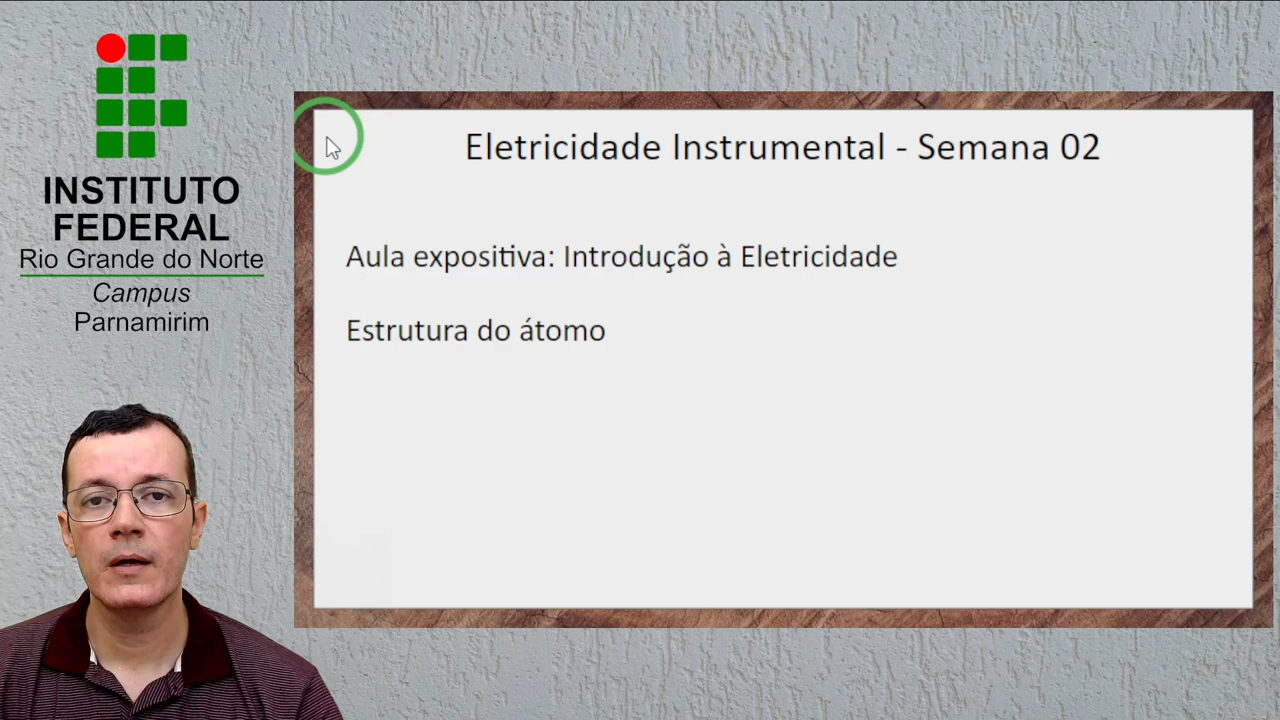 INSTITUTO
FEDERAL
Rio Grande do Norte
Campus
Parnamirim
Eletricidade Instrumental - Semana 02
Aula expositiva: Introdução à Eletricidade
Estrutura do átomo